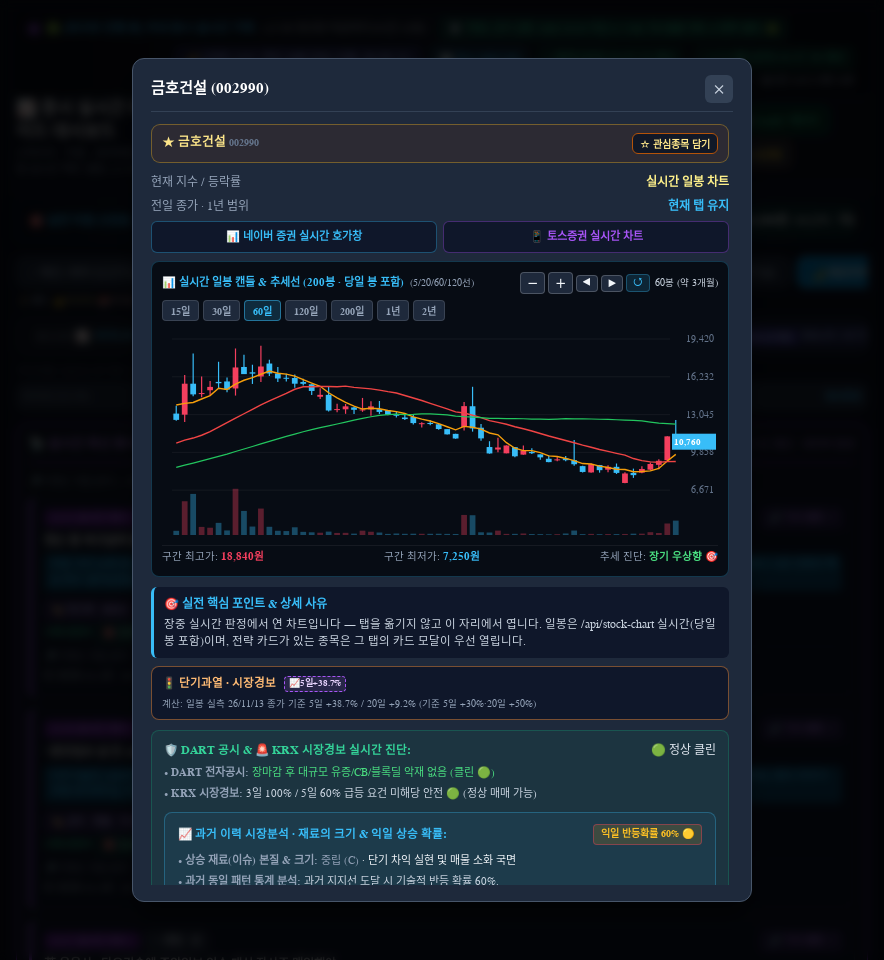 금호건설 (002990)
×
★ 금호건설 002990
☆ 관심종목 담기
현재 지수 / 등락률
실시간 일봉 차트
전일 종가 · 1년 범위
현재 탭 유지
📊 네이버 증권 실시간 호가창
📱 토스증권 실시간 차트
📊 실시간 일봉 캔들 & 추세선 (200봉 · 당일 봉 포함) (5/20/60/120선)
− + ◀ ▶ ↺ 60봉 (약 3개월)
15일 30일 60일 120일 200일 1년 2년
19,420
16,232
13,045
10,760
9,858
6,671
구간 최고가: 18,840원
구간 최저가: 7,250원
추세 진단: 장기 우상향 🎯
🎯 실전 핵심 포인트 & 상세 사유
장중 실시간 판정에서 연 차트입니다 — 탭을 옮기지 않고 이 자리에서 엽니다. 일봉은 /api/stock-chart 실시간(당일
봉 포함)이며, 전략 카드가 있는 종목은 그 탭의 카드 모달이 우선 열립니다.
🚦 단기과열 · 시장경보 📈5일+38.7%
계산: 일봉 실측 26/11/13 종가 기준 5일 +38.7% / 20일 +9.2% (기준 5일 +30%·20일 +50%)
🛡️ DART 공시 & 🚨 KRX 시장경보 실시간 진단:
🟢 정상 클린
• DART 전자공시: 장마감 후 대규모 유증/CB/블록딜 악재 없음 (클린 🟢)
• KRX 시장경보: 3일 100% / 5일 60% 급등 요건 미해당 안전 🟢 (정상 매매 가능)
📈 과거 이력 시장분석 · 재료의 크기 & 익일 상승 확률:
익일 반등확률 60% 🟡
• 상승 재료(이슈) 본질 & 크기: 중립 (C) · 단기 차익 실현 및 매물 소화 국면
• 과거 동일 패턴 통계 분석: 과거 지지선 도달 시 기술적 반등 확률 60%.